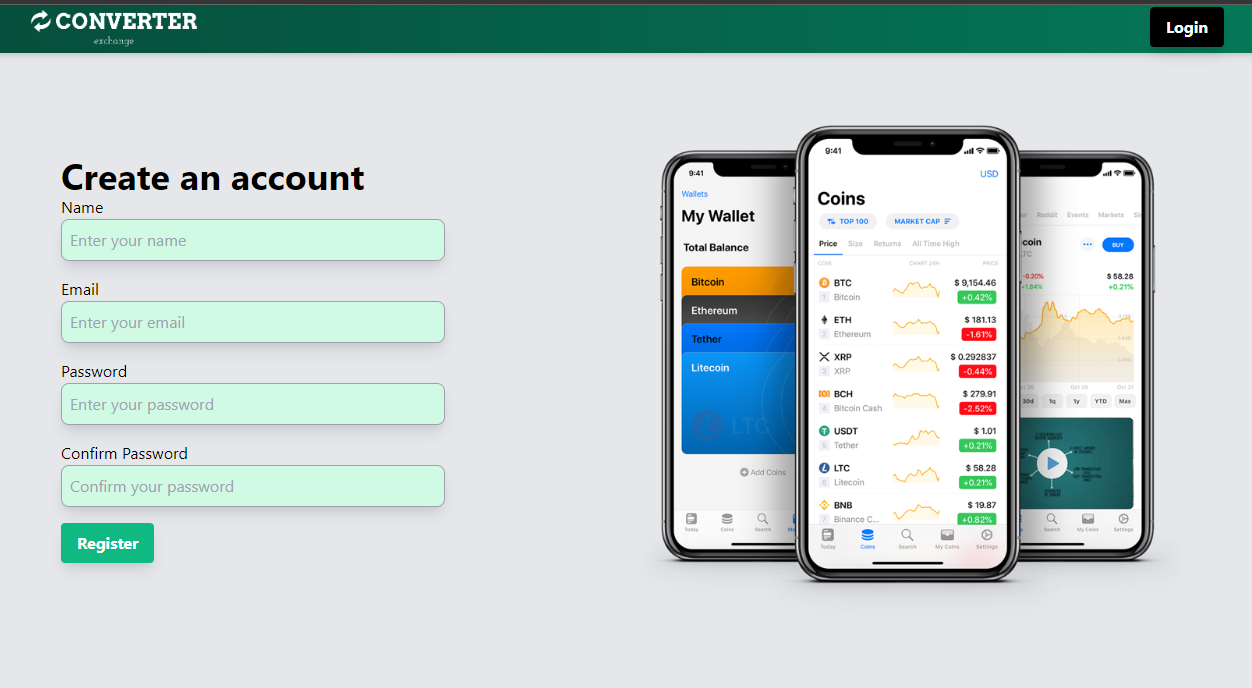 CONVERTER
exchange
Login
Create an account
Name
Enter your name
Email
Enter your email
Password
Enter your password
Confirm Password
Confirm your password
Register
9:41
Wallets
My Wallet
Total Balance
Bitcoin
Ethereum
Tether
Litecoin
LTC
Add Coins
Today
Coins
Search
9:41
USD
Coins
TOP 100
MARKET CAP
Price
Size
Returns
All Time High
COIN
CHART 24H
PRICE
BTC
$ 9,154.46
1
Bitcoin
+0.42%
ETH
$ 181.13
2
Ethereum
-1.61%
XRP
$ 0.292837
3
XRP
-0.44%
BCH
$ 279.91
4
Bitcoin Cash
-2.52%
USDT
$ 1.01
5
Tether
+0.21%
LTC
$ 58.28
6
Litecoin
+0.21%
BNB
$ 19.87
7
Binance C...
+0.82%
Today
Coins
Search
My Coins
Settings
Reddit
Events
Markets
coin
BUY
LTC
-0.20%
$ 58.28
+1.84%
+0.21%
Oct 28
Oct 31
30d
1q
1y
YTD
Max
Search
My Coins
Settings